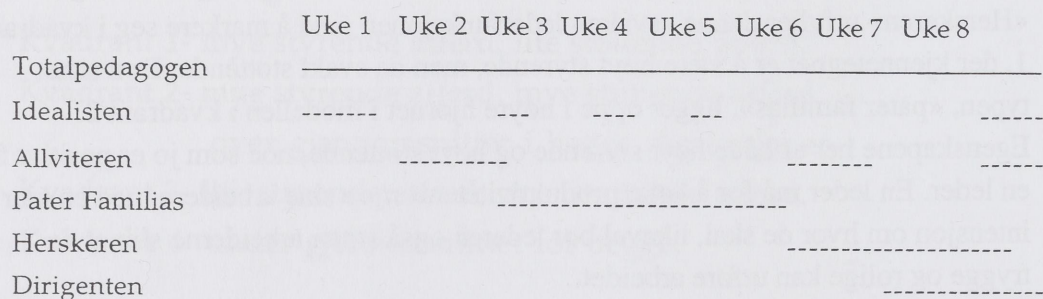 Uke 1 Uke 2 Uke 3 Uke 4 Uke 5 Uke 6 Uke 7 Uke 8
Totalpedagogen
Idealisten
Allviteren
Pater Familias
Herskeren
Dirigenten